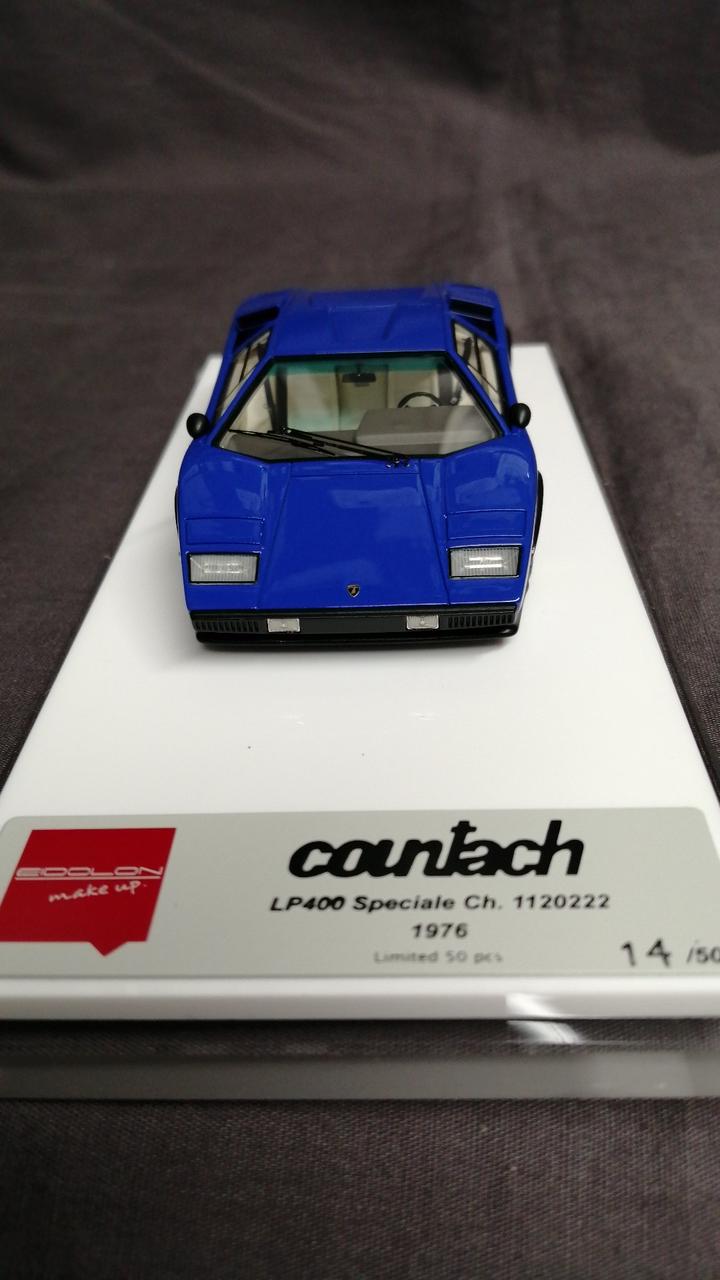 EIDOLON
make up.
countach
LP400 Speciale Ch. 1120222
1976
Limited 50 pcs
14 /50